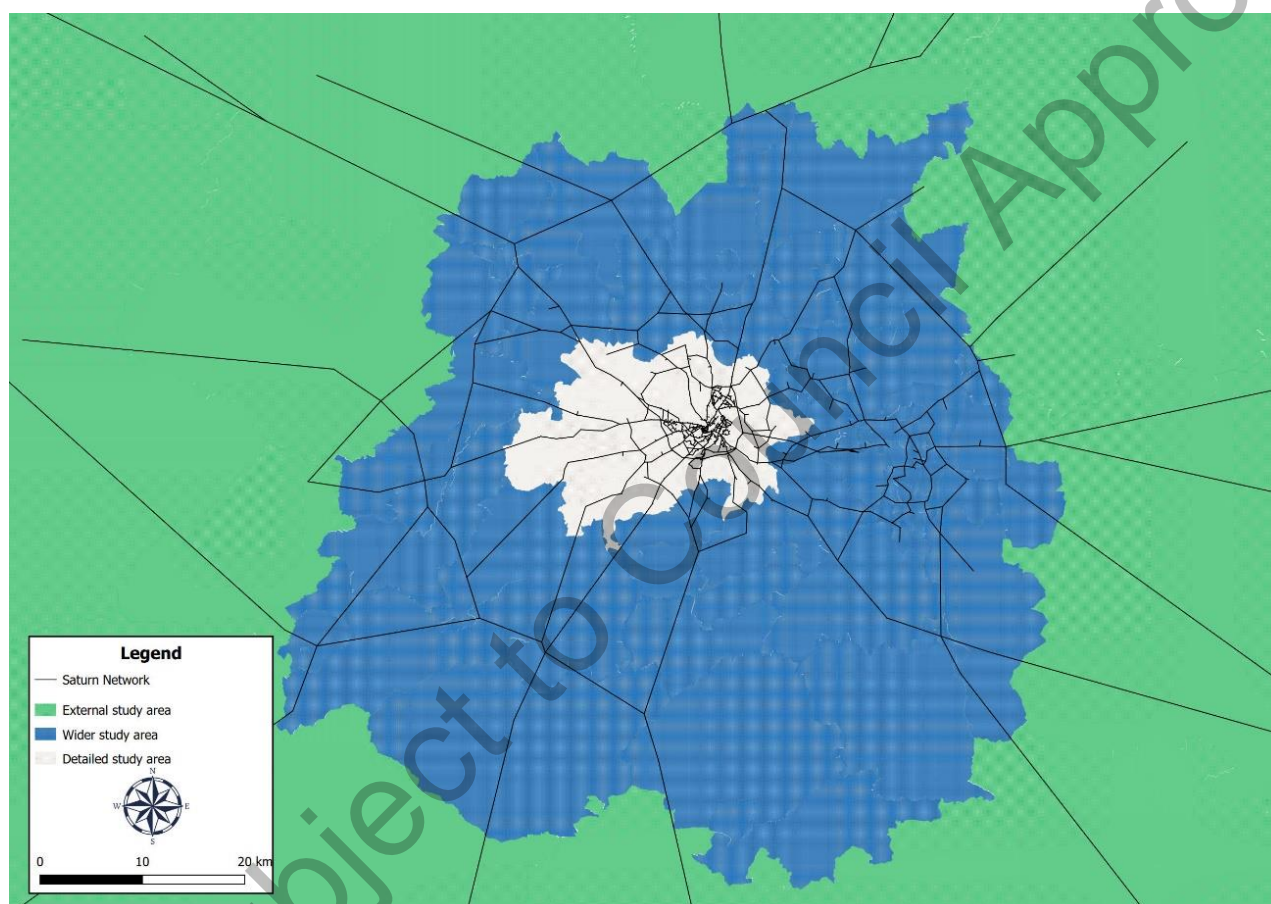 Subject to Council Appro
Legend
Saturn Network
External study area
Wider study area
Detailed study area
N
W E
S
0 10 20 km